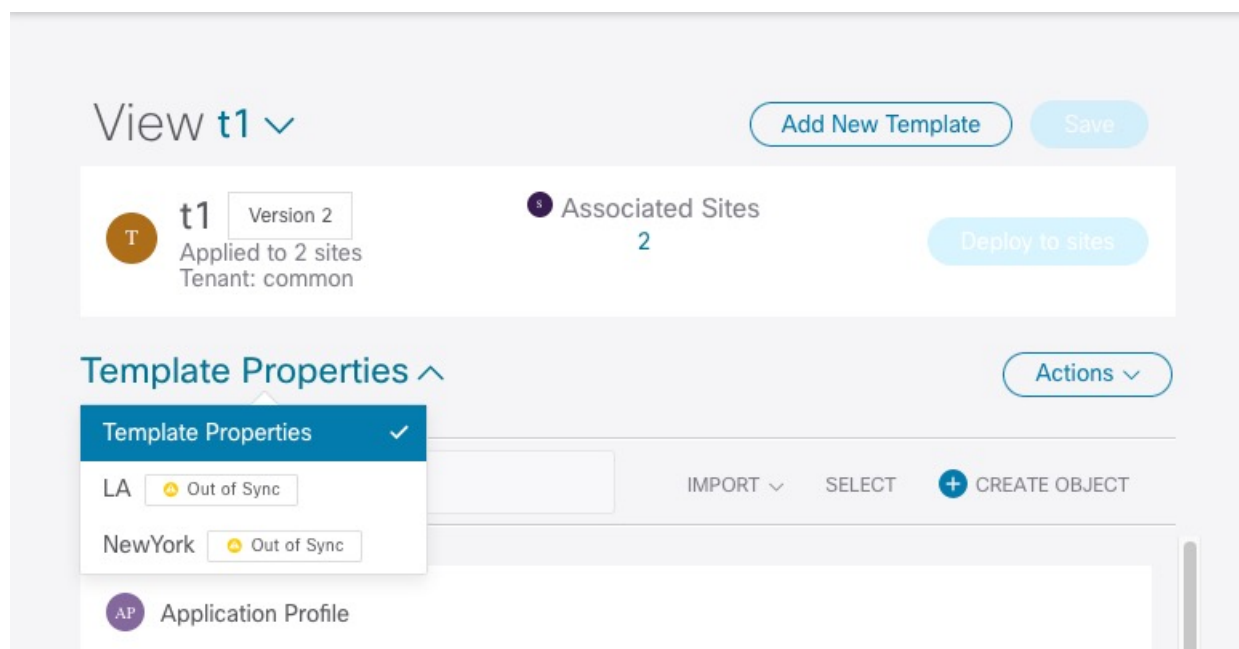 View t1
Add New Template
Save
T
t1
Version 2
Applied to 2 sites
Tenant: common
S
Associated Sites
2
Deploy to sites
Template Properties
Actions
Template Properties
LA
Out of Sync
NewYork
Out of Sync
IMPORT
SELECT
CREATE OBJECT
AP
Application Profile